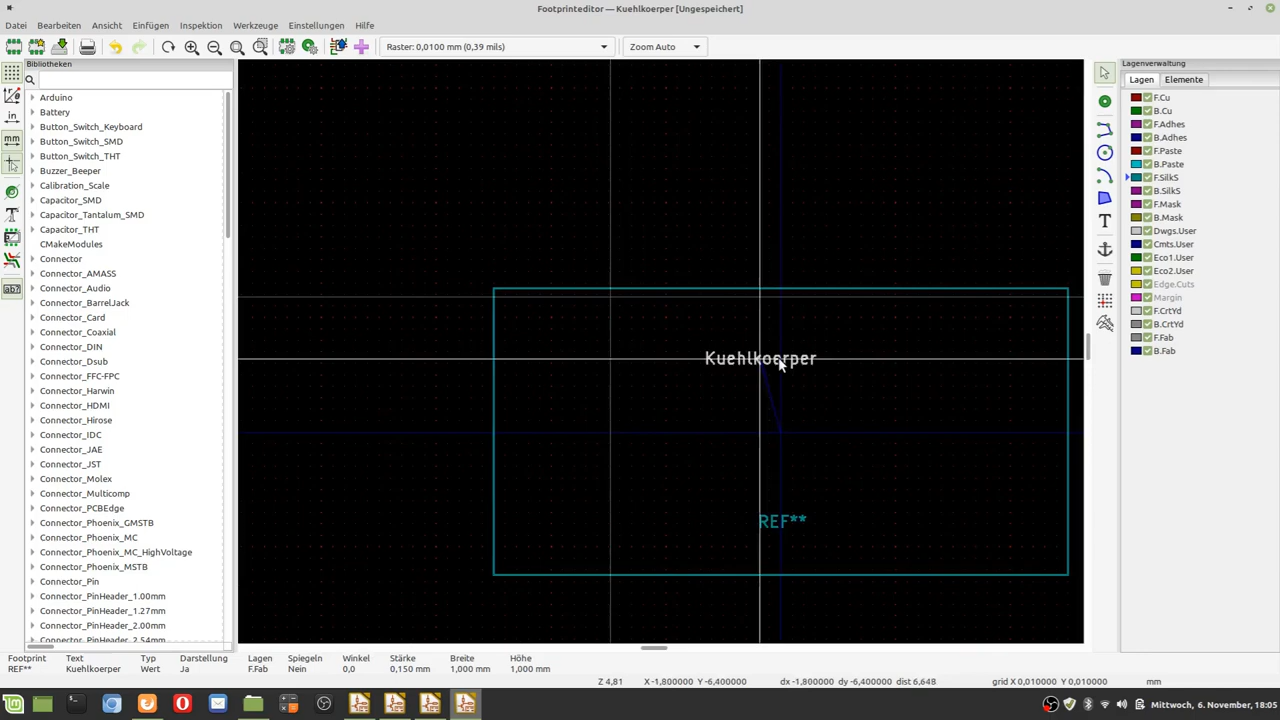 Footprinteditor — Kuehlkoerper [Ungespeichert]
Datei Bearbeiten Ansicht Einfügen Inspektion Werkzeuge Einstellungen Hilfe
Raster: 0,0100 mm (0,39 mils) Zoom Auto
Bibliotheken
Arduino
Battery
Button_Switch_Keyboard
Button_Switch_SMD
Button_Switch_THT
Buzzer_Beeper
Calibration_Scale
Capacitor_SMD
Capacitor_Tantalum_SMD
Capacitor_THT
CMakeModules
Connector
Connector_AMASS
Connector_Audio
Connector_BarrelJack
Connector_Card
Connector_Coaxial
Connector_DIN
Connector_Dsub
Connector_FFC-FPC
Connector_Harwin
Connector_HDMI
Connector_Hirose
Connector_IDC
Connector_JAE
Connector_JST
Connector_Molex
Connector_Multicomp
Connector_PCBEdge
Connector_Phoenix_GMSTB
Connector_Phoenix_MC
Connector_Phoenix_MC_HighVoltage
Connector_Phoenix_MSTB
Connector_Pin
Connector_PinHeader_1.00mm
Connector_PinHeader_1.27mm
Connector_PinHeader_2.00mm
Connector_PinHeader_2.54mm
in
mm
ab?
Kuehlkoerper
REF**
Lagenverwaltung
Lagen Elemente
F.Cu
B.Cu
F.Adhes
B.Adhes
F.Paste
B.Paste
F.SilkS
B.SilkS
F.Mask
B.Mask
Dwgs.User
Cmts.User
Eco1.User
Eco2.User
Edge.Cuts
Margin
F.CrtYd
B.CrtYd
F.Fab
B.Fab
Footprint Text Typ Darstellung Lagen Spiegeln Winkel Stärke Breite Höhe
REF** Kuehlkoerper Wert Ja F.Fab Nein 0,0 0,150 mm 1,000 mm 1,000 mm
Z 4,81 X -1,800000 Y -6,400000 dx -1,800000 dy -6,400000 dist 6,648 grid X 0,010000 Y 0,010000 mm
Mittwoch, 6. November, 18:05